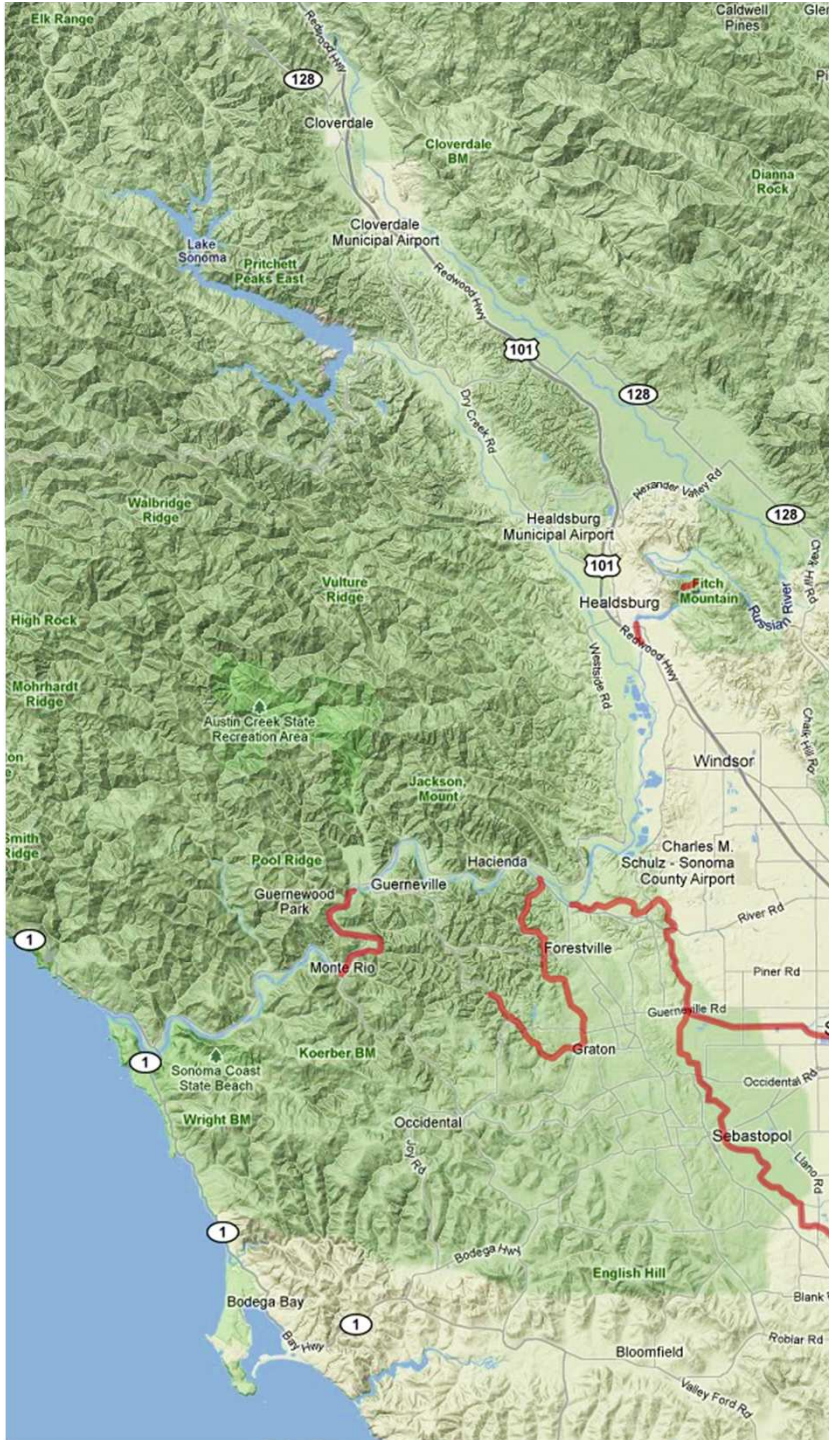 Elk Range
Redwood Hwy
Caldwell
Pines
128
Cloverdale
Cloverdale
BM
Dianna
Rock
Cloverdale
Municipal Airport
Lake
Sonoma
Pritchett
Peaks East
Redwood Hwy
101
128
Dry Creek Rd
Walbridge
Ridge
Alexander Valley Rd
128
Healdsburg
Municipal Airport
101
Vulture
Ridge
Healdsburg
Fitch
Mountain
Russian River
High Rock
Redwood Hwy
Westside Rd
Mohrhardt
Ridge
Austin Creek State
Recreation Area
Chalk Hill Rd
Windsor
Jackson,
Mount
Pool Ridge
Hacienda
Charles M.
Schulz - Sonoma
County Airport
Guernewood
Park
Guerneville
River Rd
1
Forestville
Monte Rio
Piner Rd
Guerneville Rd
1
Sonoma Coast
State Beach
Koerber BM
Graton
Occidental Rd
Wright BM
Occidental
Sebastopol
Joy Rd
Llano Rd
1
Bodega Hwy
English Hill
Bodega Bay
1
Bay Hwy
Roblar Rd
Bloomfield
Valley Ford Rd